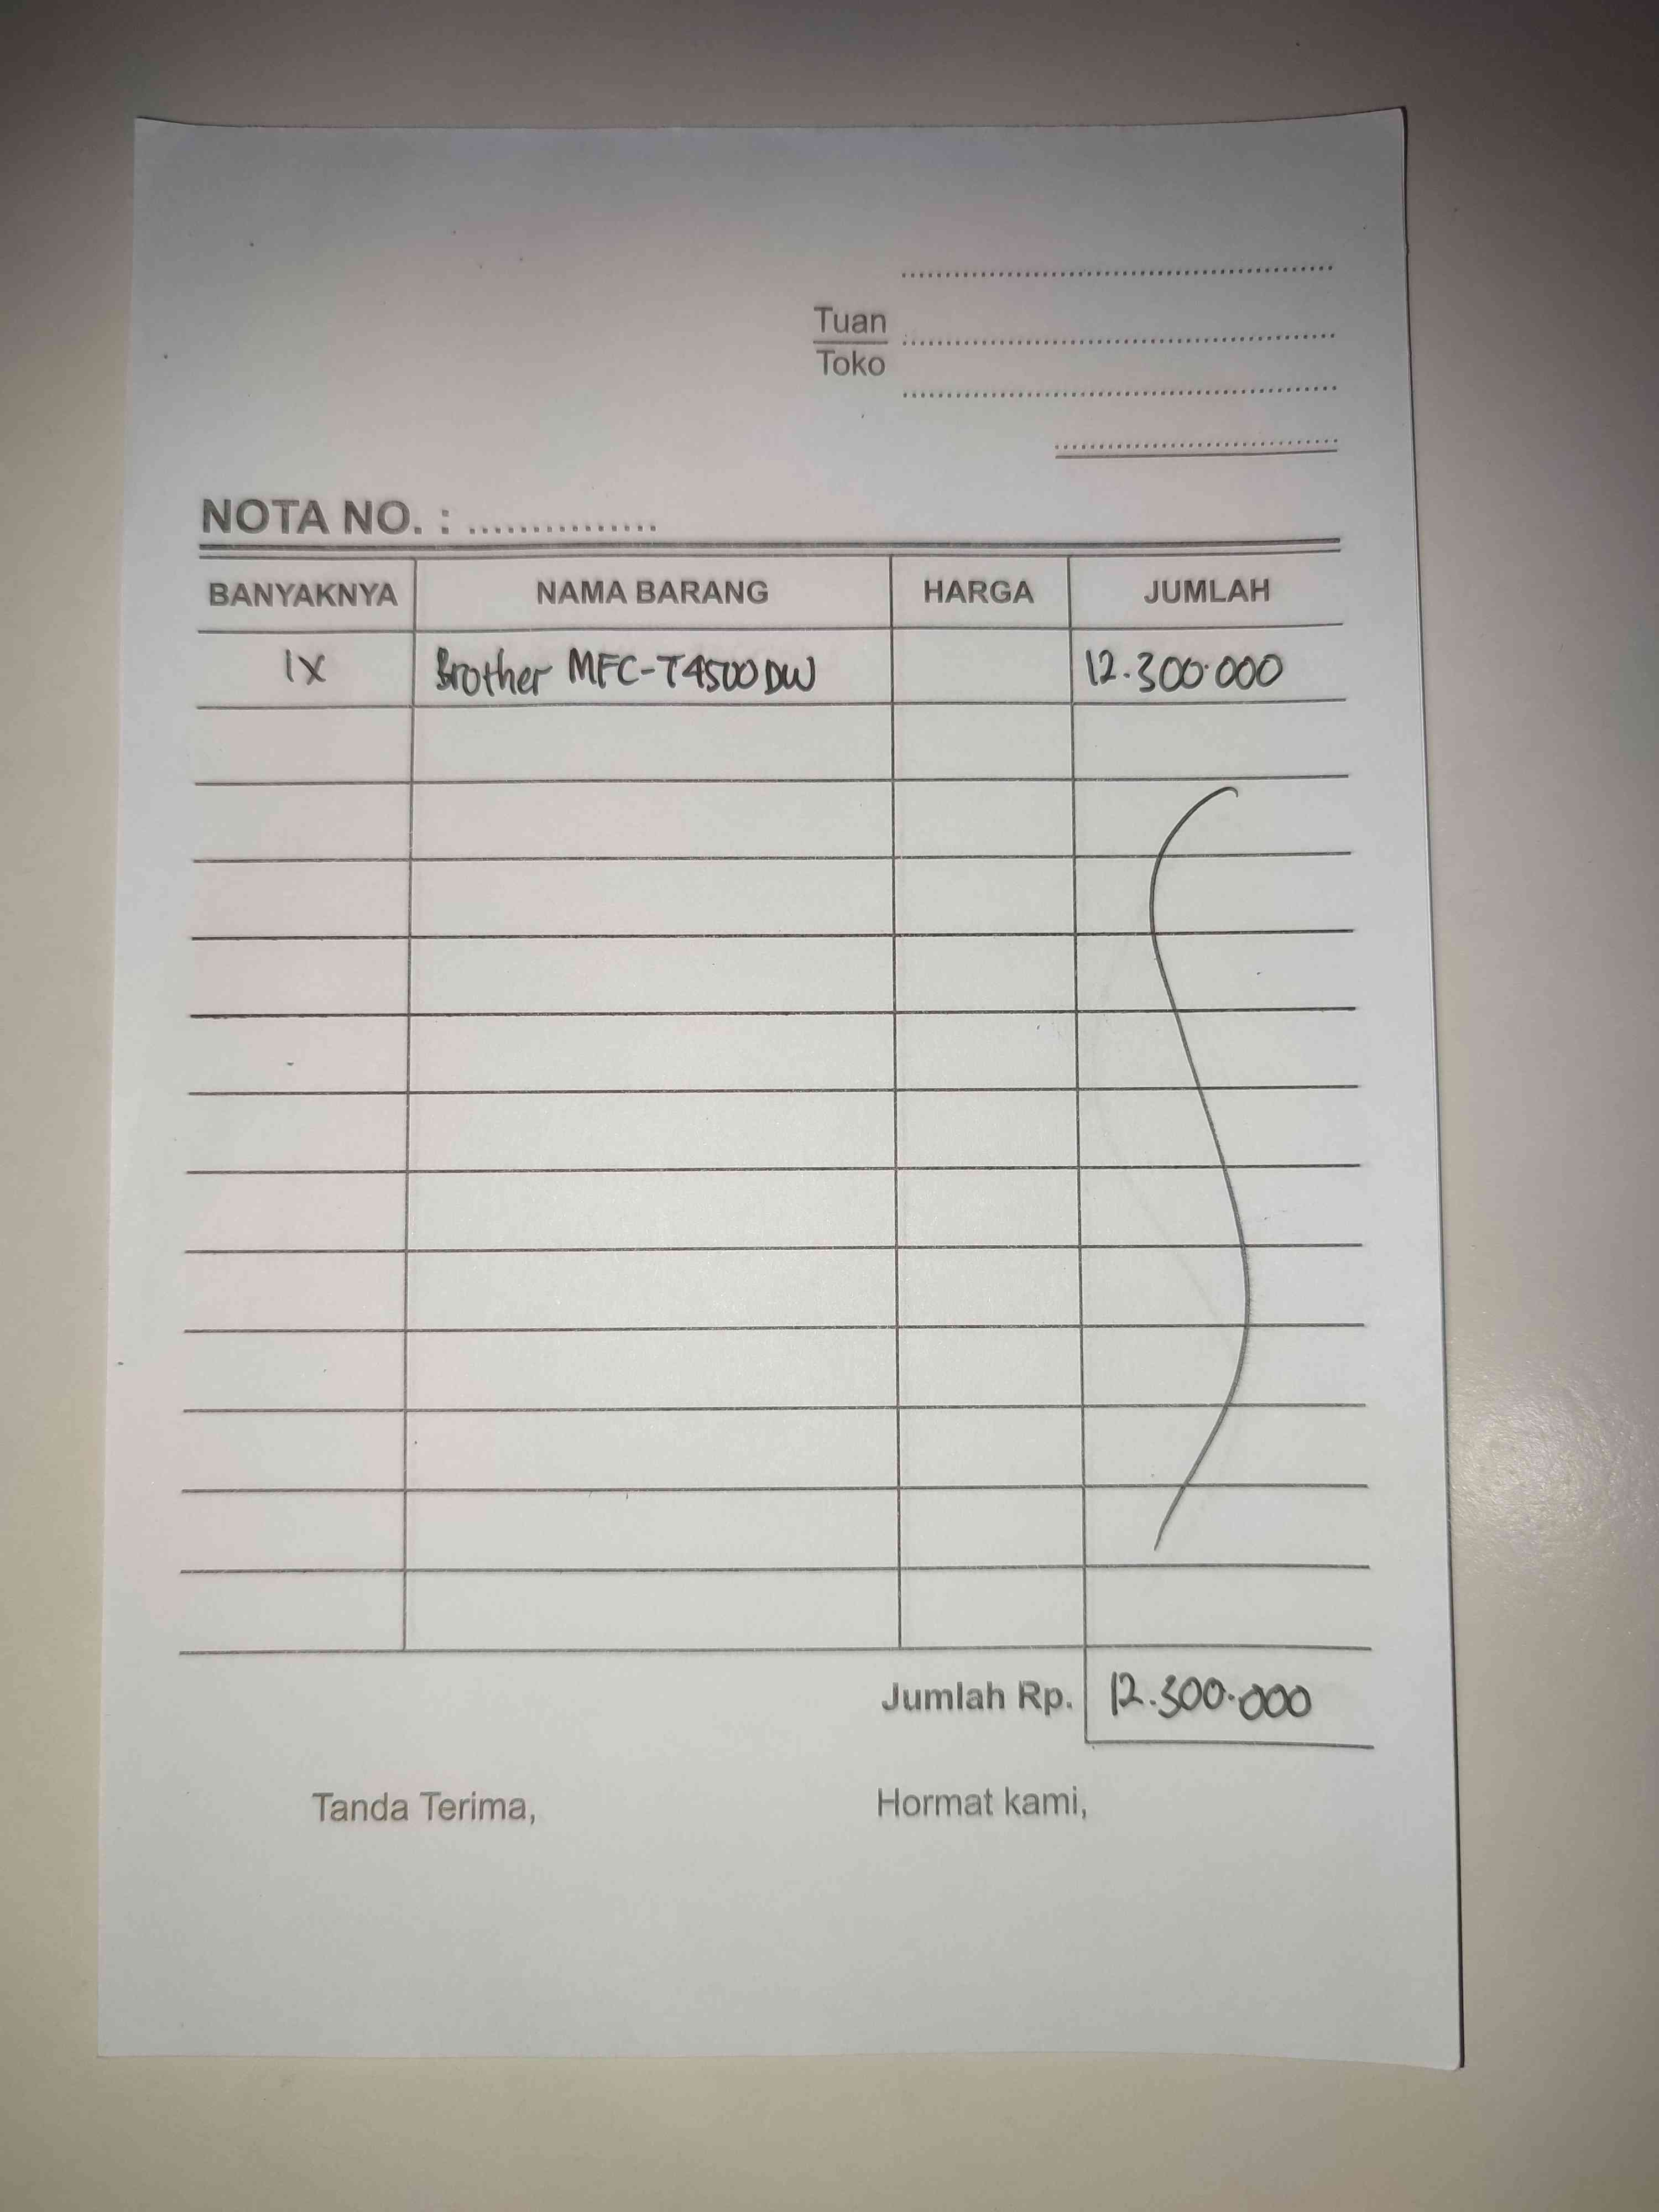 Tuan
Toko
NOTA NO. : ...............
BANYAKNYA NAMA BARANG HARGA JUMLAH
1X Brother MFC-T4500DW 12.300.000
Jumlah Rp. 12.300.000
Tanda Terima, Hormat kami,